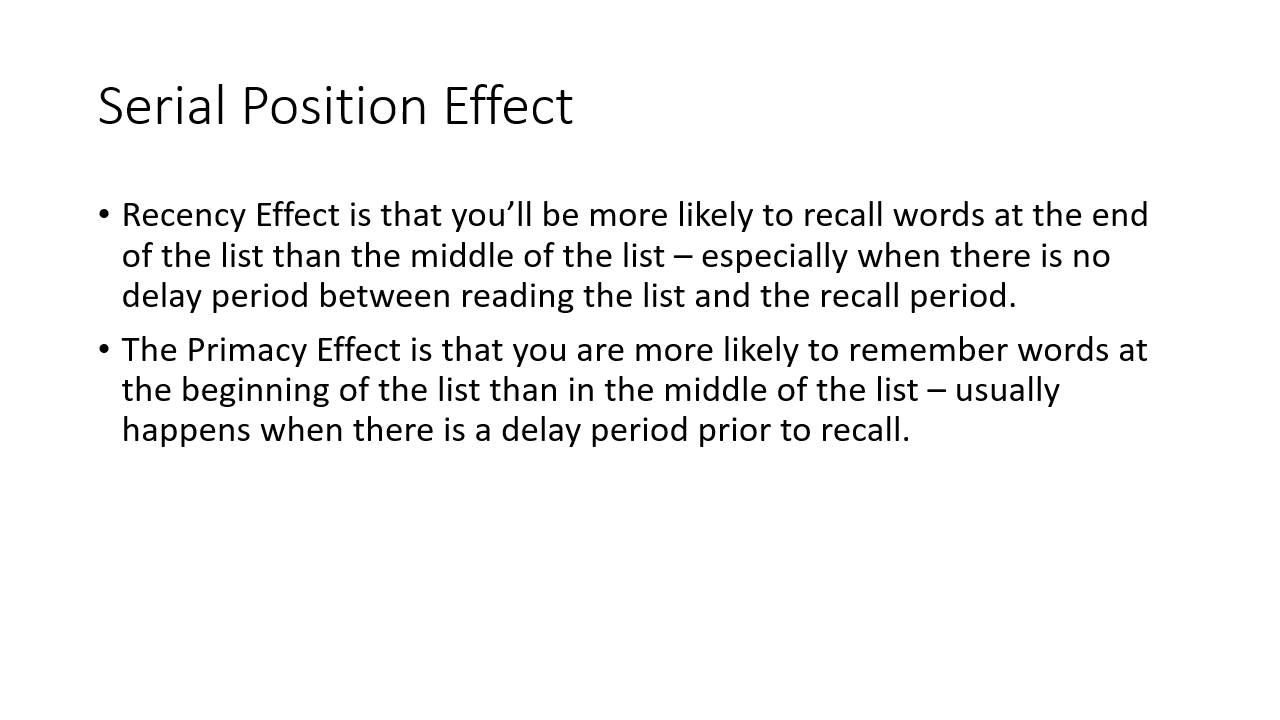 Serial Position Effect
• Recency Effect is that you’ll be more likely to recall words at the end
of the list than the middle of the list – especially when there is no
delay period between reading the list and the recall period.
• The Primacy Effect is that you are more likely to remember words at
the beginning of the list than in the middle of the list – usually
happens when there is a delay period prior to recall.